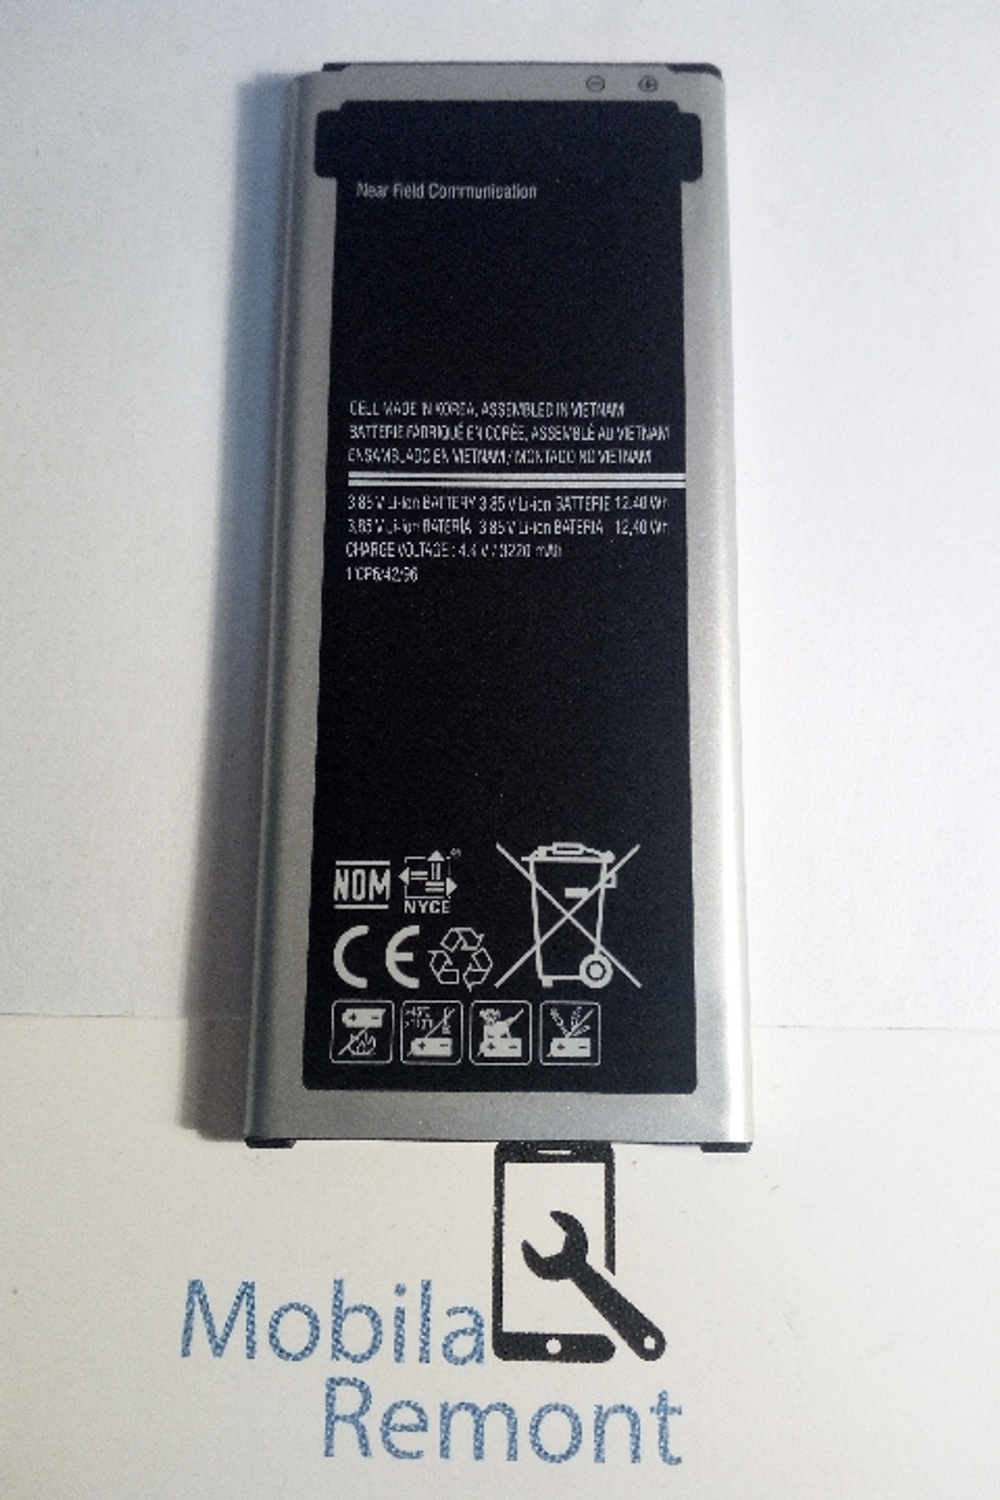 Near Field Communication
CELL MADE IN KOREA, ASSEMBLED IN VIETNAM
BATTERIE FABRIQUÉ EN CORÉE, ASSEMBLÉ AU VIETNAM
ENSAMBLADO EN VIETNAM / MONTADO NO VIETNAM
3.85 V Li-ion BATTERY 3.85 V Li-ion BATTERIE 12.40 Wh
3,85 V Li-ion BATERÍA 3,85 V Li-ion BATERIA 12,40 Wh
CHARGE VOLTAGE : 4.4 V / 3220 mAh
1ICP6/42/96
NOM
NYCE
CE
Mobila
Remont